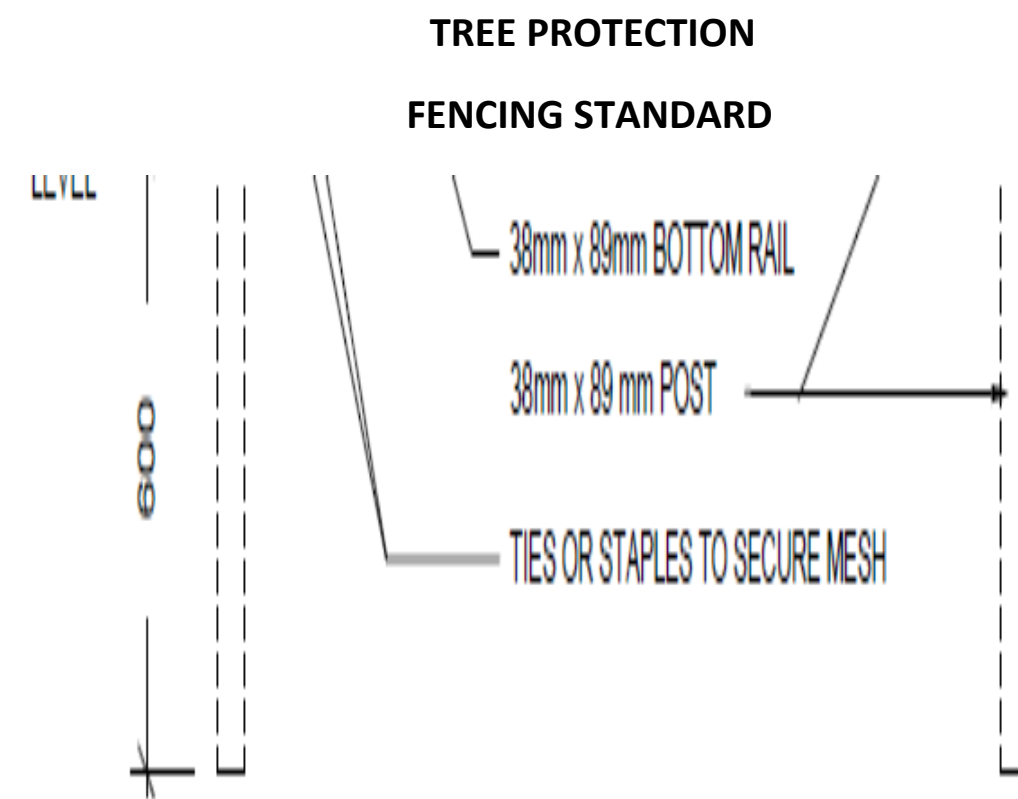 TREE PROTECTION
FENCING STANDARD
LEVEL
38mm x 89mm BOTTOM RAIL
38mm x 89 mm POST
600
TIES OR STAPLES TO SECURE MESH